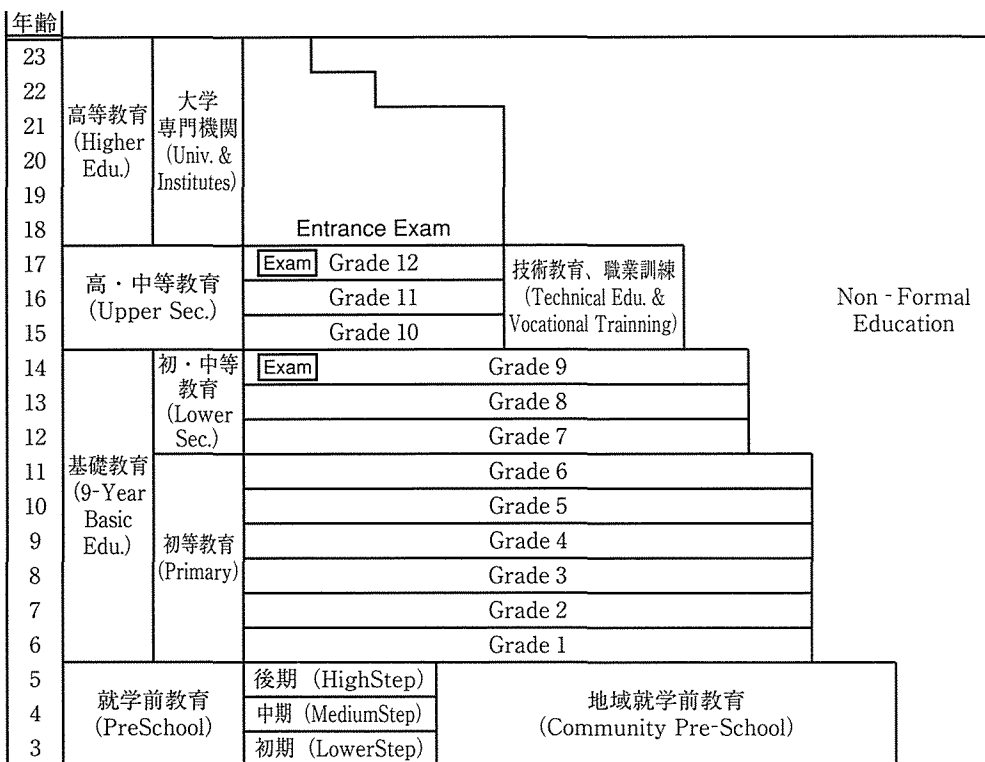 年齢
23
22
21
20
19
18
17
16
15
14
13
12
11
10
9
8
7
6
5
4
3
高等教育
(Higher
Edu.)
大学
専門機関
(Univ. &
Institutes)
Entrance Exam
高・中等教育
(Upper Sec.)
Exam Grade 12
Grade 11
Grade 10
技術教育、職業訓練
(Technical Edu. &
Vocational Trainning)
Non - Formal
Education
基礎教育
(9-Year
Basic
Edu.)
初・中等
教育
(Lower
Sec.)
Exam Grade 9
Grade 8
Grade 7
初等教育
(Primary)
Grade 6
Grade 5
Grade 4
Grade 3
Grade 2
Grade 1
就学前教育
(PreSchool)
後期 (HighStep)
中期 (MediumStep)
初期 (LowerStep)
地域就学前教育
(Community Pre-School)